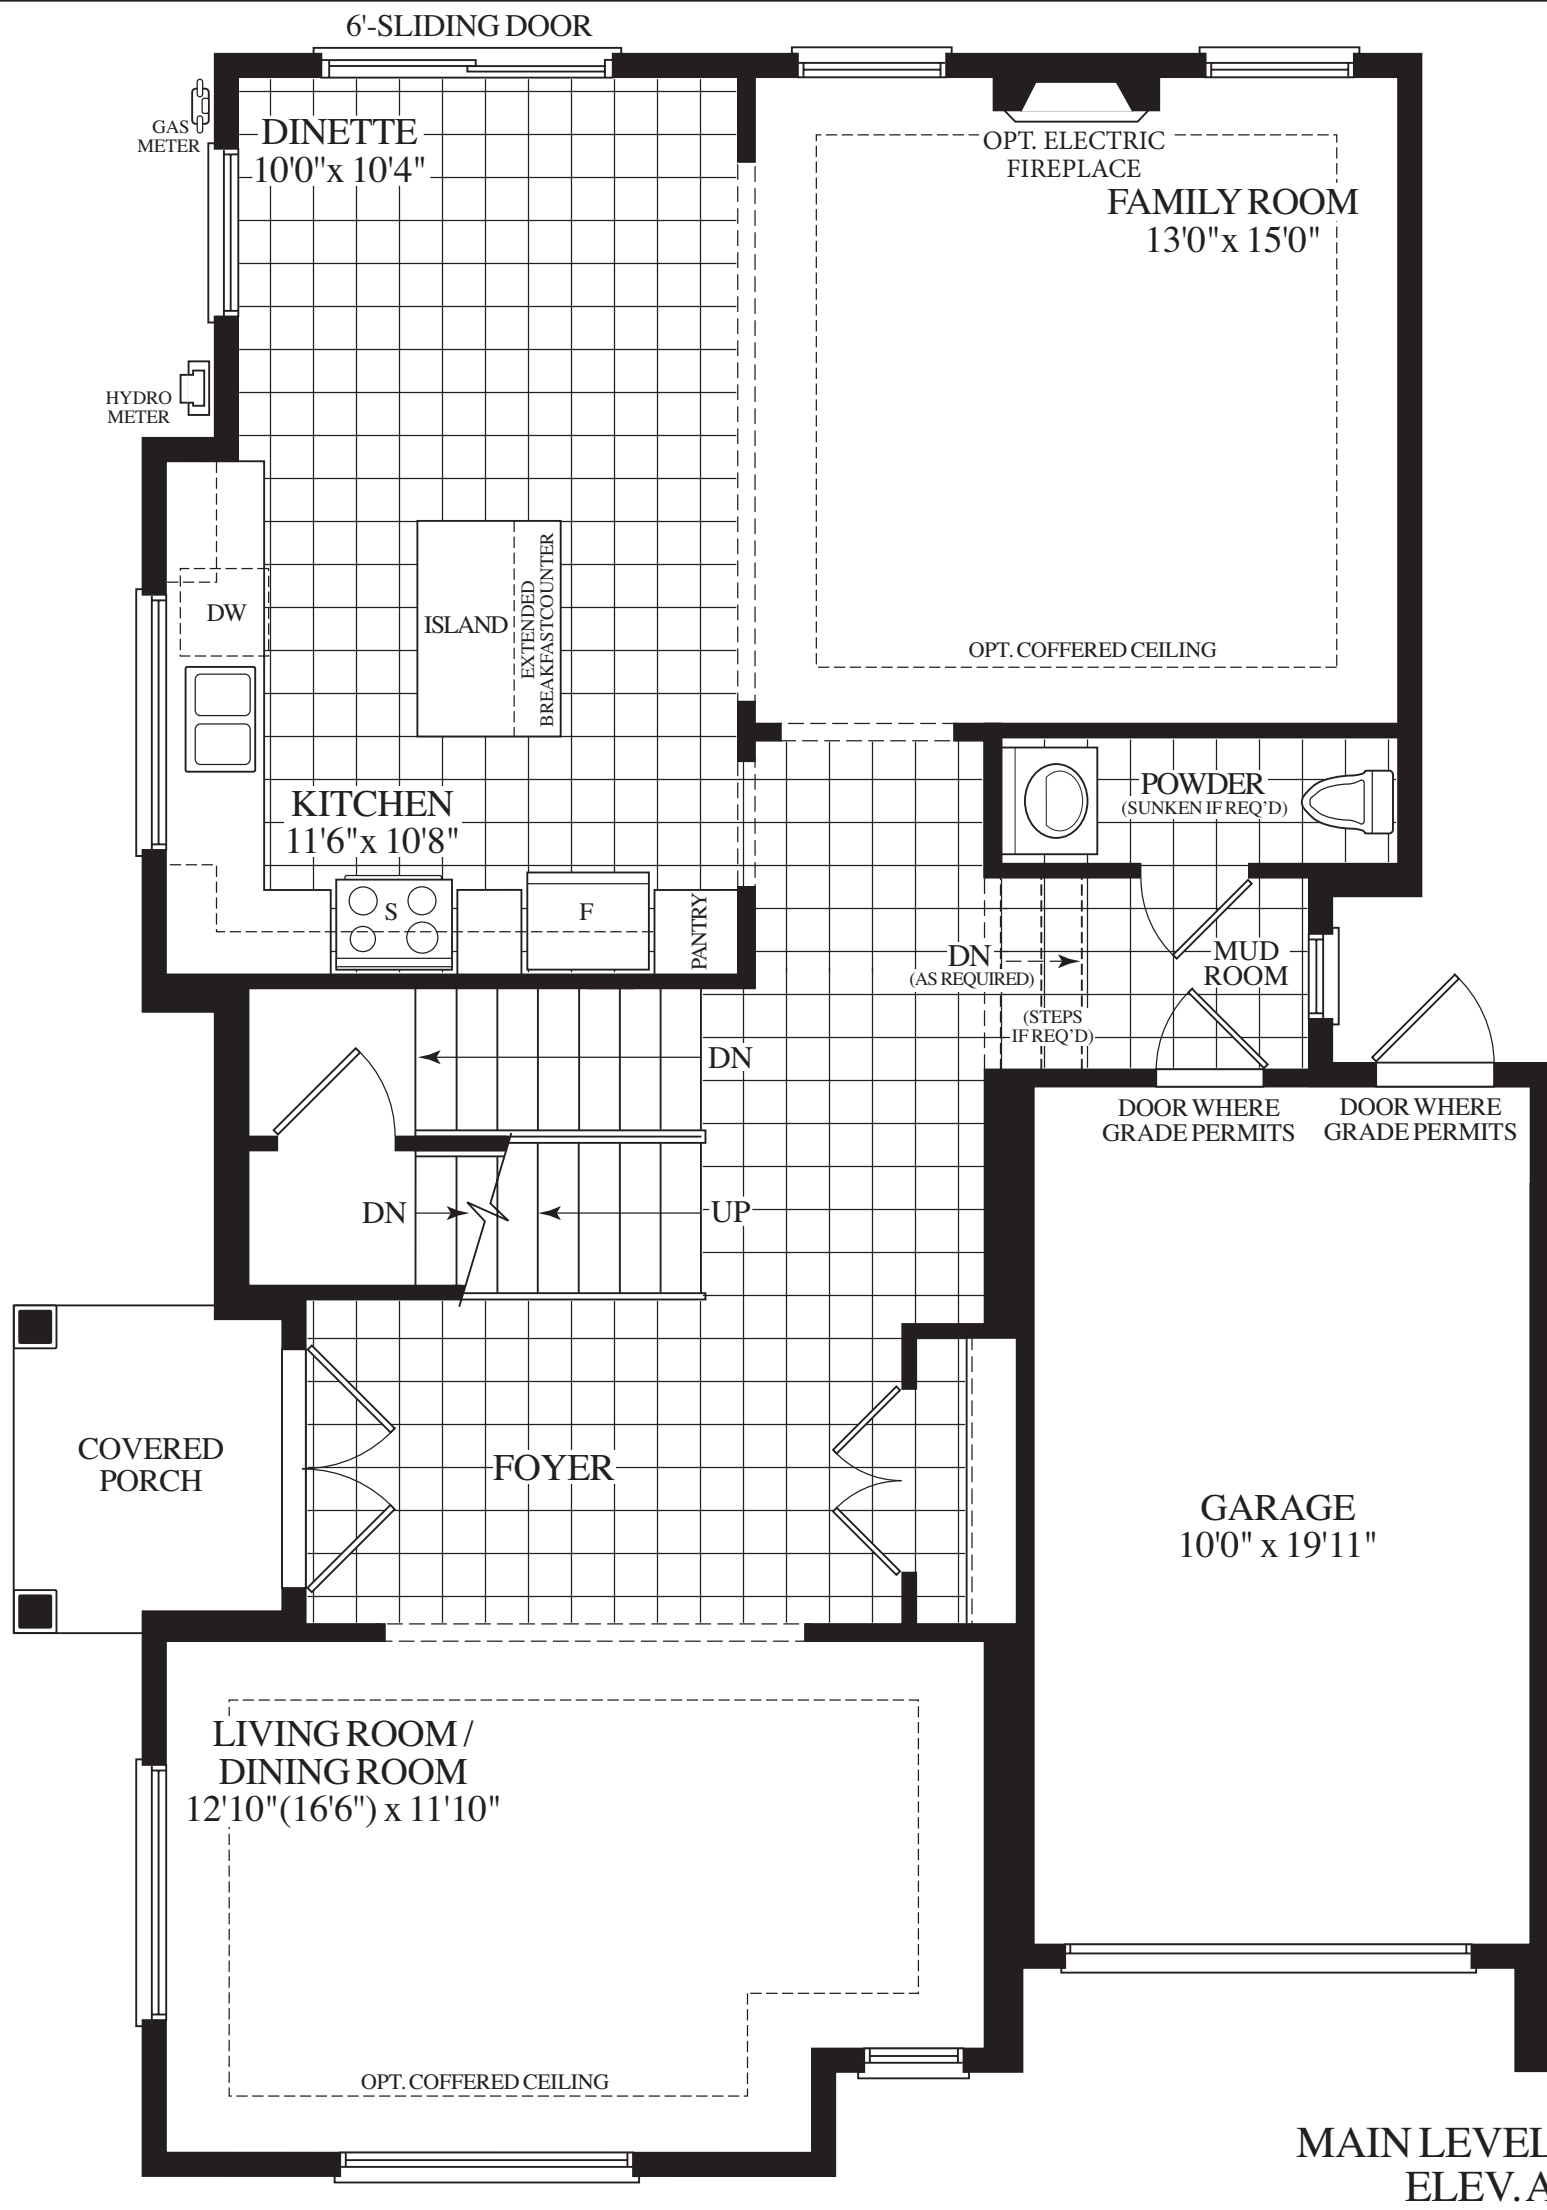 6'-SLIDING DOOR
GAS
METER
DINETTE
10'0"x 10'4"
OPT. ELECTRIC
FIREPLACE
FAMILY ROOM
13'0"x 15'0"
HYDRO
METER
DW
ISLAND
EXTENDED
BREAKFASTCOUNTER
OPT. COFFERED CEILING
KITCHEN
11'6"x 10'8"
POWDER
(SUNKEN IF REQ'D)
S
F
PANTRY
DN
(AS REQUIRED)
MUD
ROOM
(STEPS
IF REQ'D)
DN
DOOR WHERE
GRADE PERMITS
DOOR WHERE
GRADE PERMITS
DN
UP
COVERED
PORCH
FOYER
GARAGE
10'0" x 19'11"
LIVING ROOM /
DINING ROOM
12'10"(16'6") x 11'10"
OPT. COFFERED CEILING
MAIN LEVEL
ELEV. A